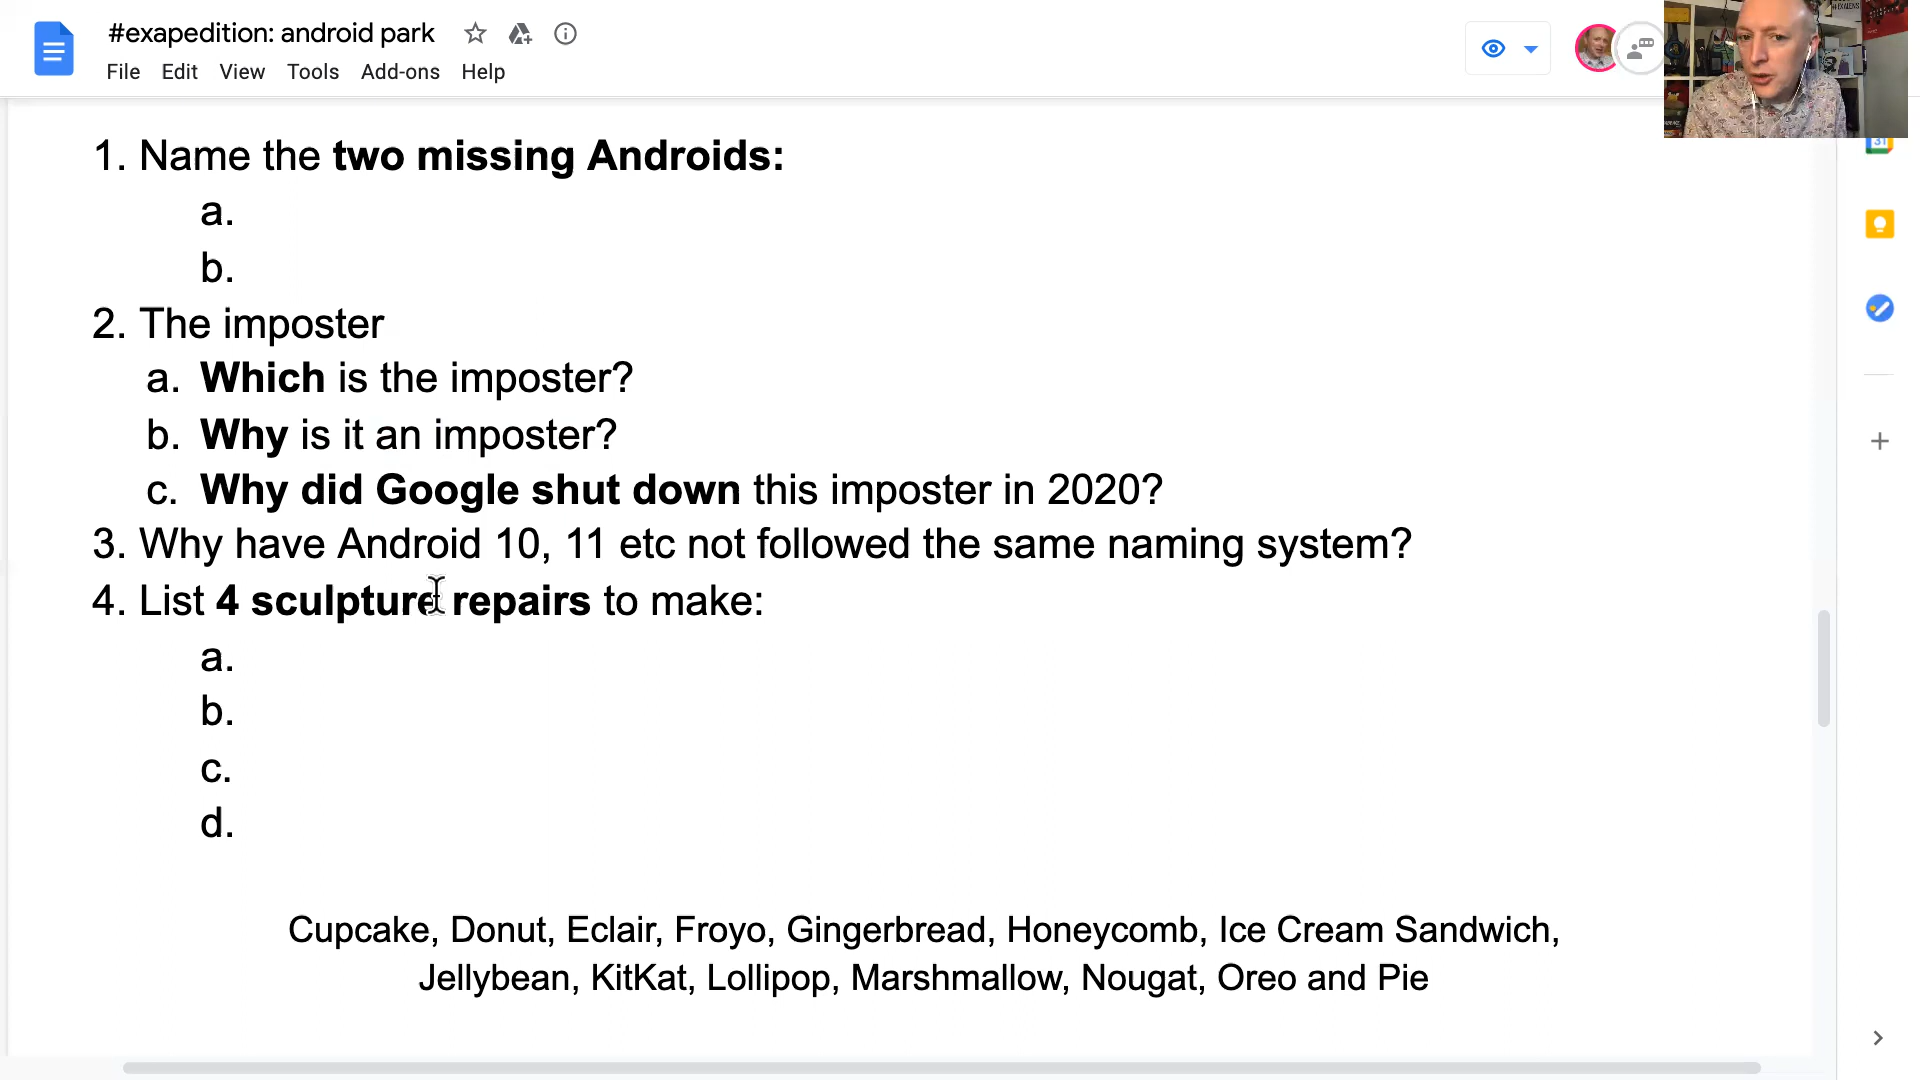 #exapedition: android park
File Edit View Tools Add-ons Help
31
1. Name the two missing Androids:
a.
b.
2. The imposter
a. Which is the imposter?
b. Why is it an imposter?
c. Why did Google shut down this imposter in 2020?
3. Why have Android 10, 11 etc not followed the same naming system?
4. List 4 sculpture repairs to make:
a.
b.
c.
d.
Cupcake, Donut, Eclair, Froyo, Gingerbread, Honeycomb, Ice Cream Sandwich,
Jellybean, KitKat, Lollipop, Marshmallow, Nougat, Oreo and Pie